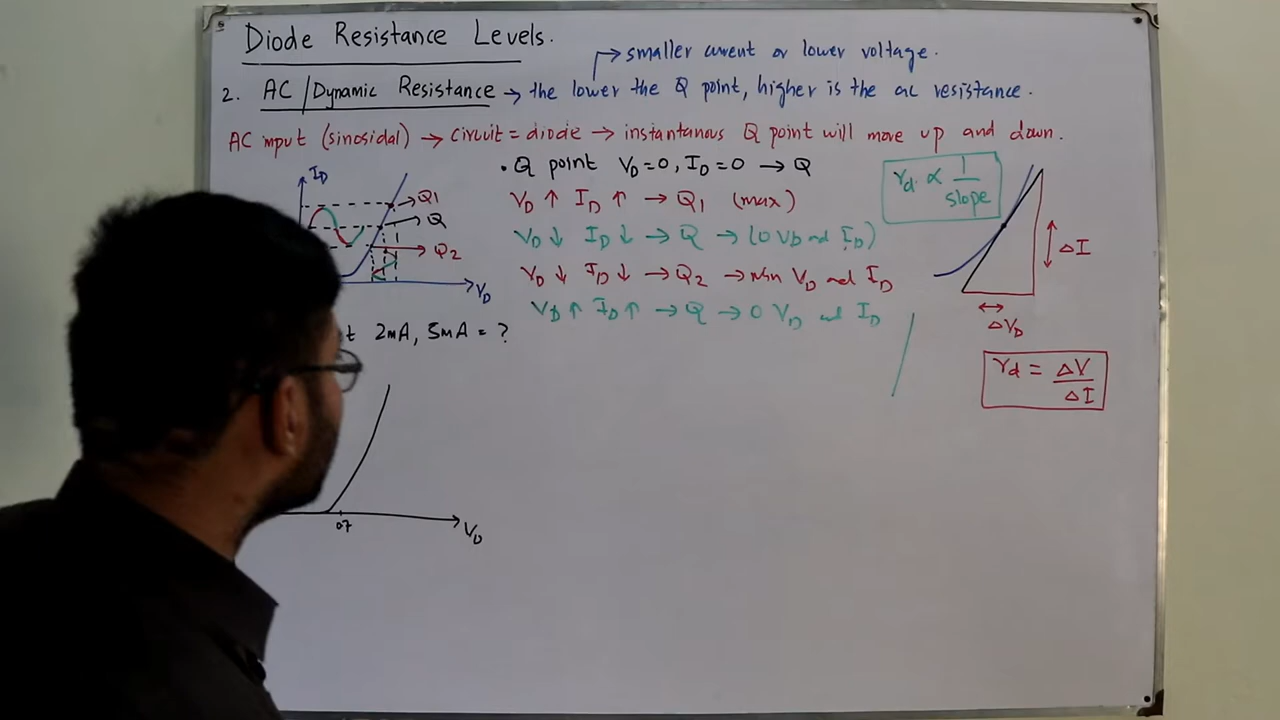 Diode Resistance Levels.
→ smaller current or lower voltage.
2. AC/Dynamic Resistance → the lower the Q point, higher is the ac resistance.
AC input (sinosidal) → circuit = diode → instantanous Q point will move up and down.
I_D
Q1
Q
Q2
V_D
• Q point V_D=0, I_D=0 → Q
V_D ↑ I_D ↑ → Q1 (max)
V_D ↓ I_D ↓ → Q → (0 V_D and I_D)
V_D ↓ I_D ↓ → Q2 → Min V_D and I_D
V_D ↑ I_D ↑ → Q → 0 V_D and I_D
r_d ∝ 1/slope
ΔI
ΔV_D
r_d = ΔV/ΔI
t 2mA, 5mA = ?
0.7
V_D